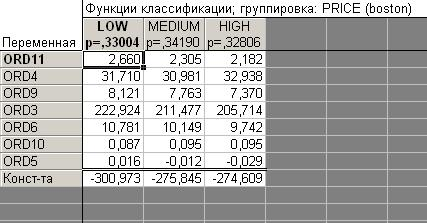 Функции классификации; группировка: PRICE (boston)
Переменная LOW p=,33004 MEDIUM p=,34190 HIGH p=,32806
ORD11 2,660 2,305 2,182
ORD4 31,710 30,981 32,938
ORD9 8,121 7,763 7,370
ORD3 222,924 211,477 205,714
ORD6 10,781 10,149 9,742
ORD10 0,087 0,095 0,095
ORD5 0,016 -0,012 -0,029
Конст-та -300,973 -275,845 -274,609